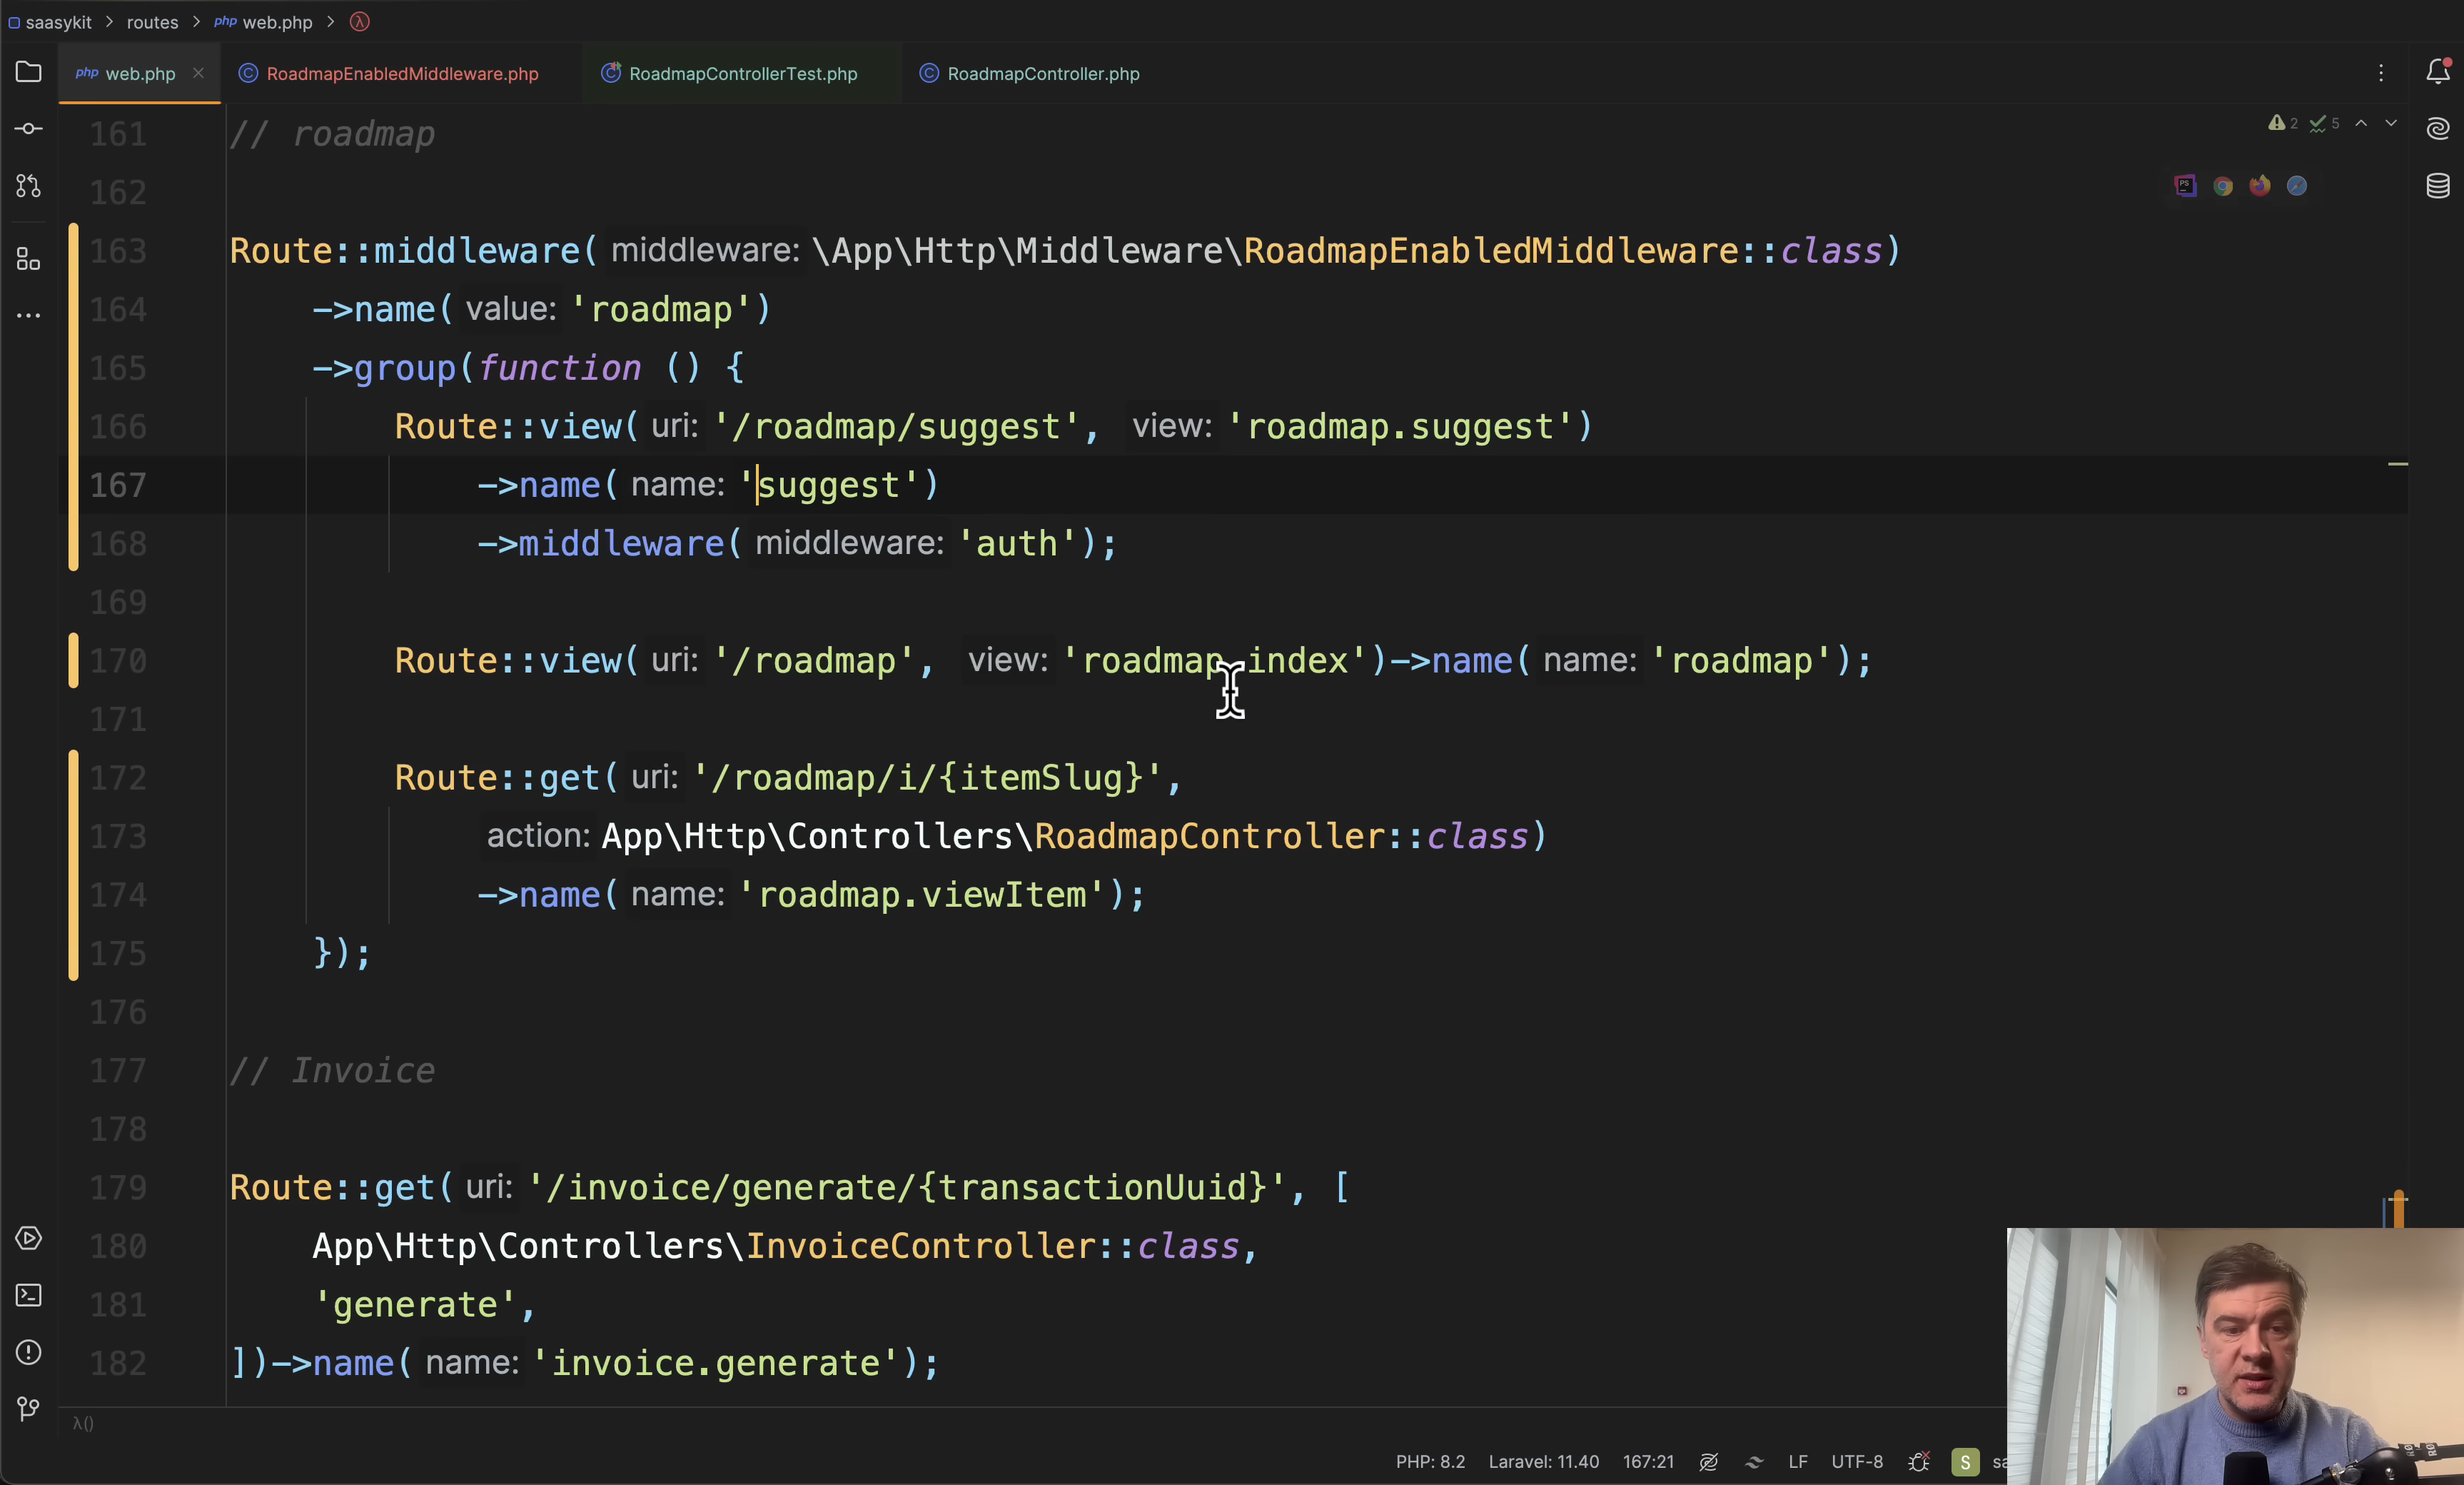 saasykit > routes > php web.php > λ
php web.php × RoadmapEnabledMiddleware.php RoadmapControllerTest.php RoadmapController.php
161 // roadmap
2 5
162
163 Route::middleware( middleware: \App\Http\Middleware\RoadmapEnabledMiddleware::class)
164 ->name( value: 'roadmap')
165 ->group(function () {
166 Route::view( uri: '/roadmap/suggest', view: 'roadmap.suggest')
167 ->name( name: 'suggest')
168 ->middleware( middleware: 'auth');
169
170 Route::view( uri: '/roadmap', view: 'roadmap.index')->name( name: 'roadmap');
171
172 Route::get( uri: '/roadmap/i/{itemSlug}',
173 action: App\Http\Controllers\RoadmapController::class)
174 ->name( name: 'roadmap.viewItem');
175 });
176
177 // Invoice
178
179 Route::get( uri: '/invoice/generate/{transactionUuid}', [
180 App\Http\Controllers\InvoiceController::class,
181 'generate',
182 ])->name( name: 'invoice.generate');
λ()
PHP: 8.2 Laravel: 11.40 167:21 LF UTF-8 S sa